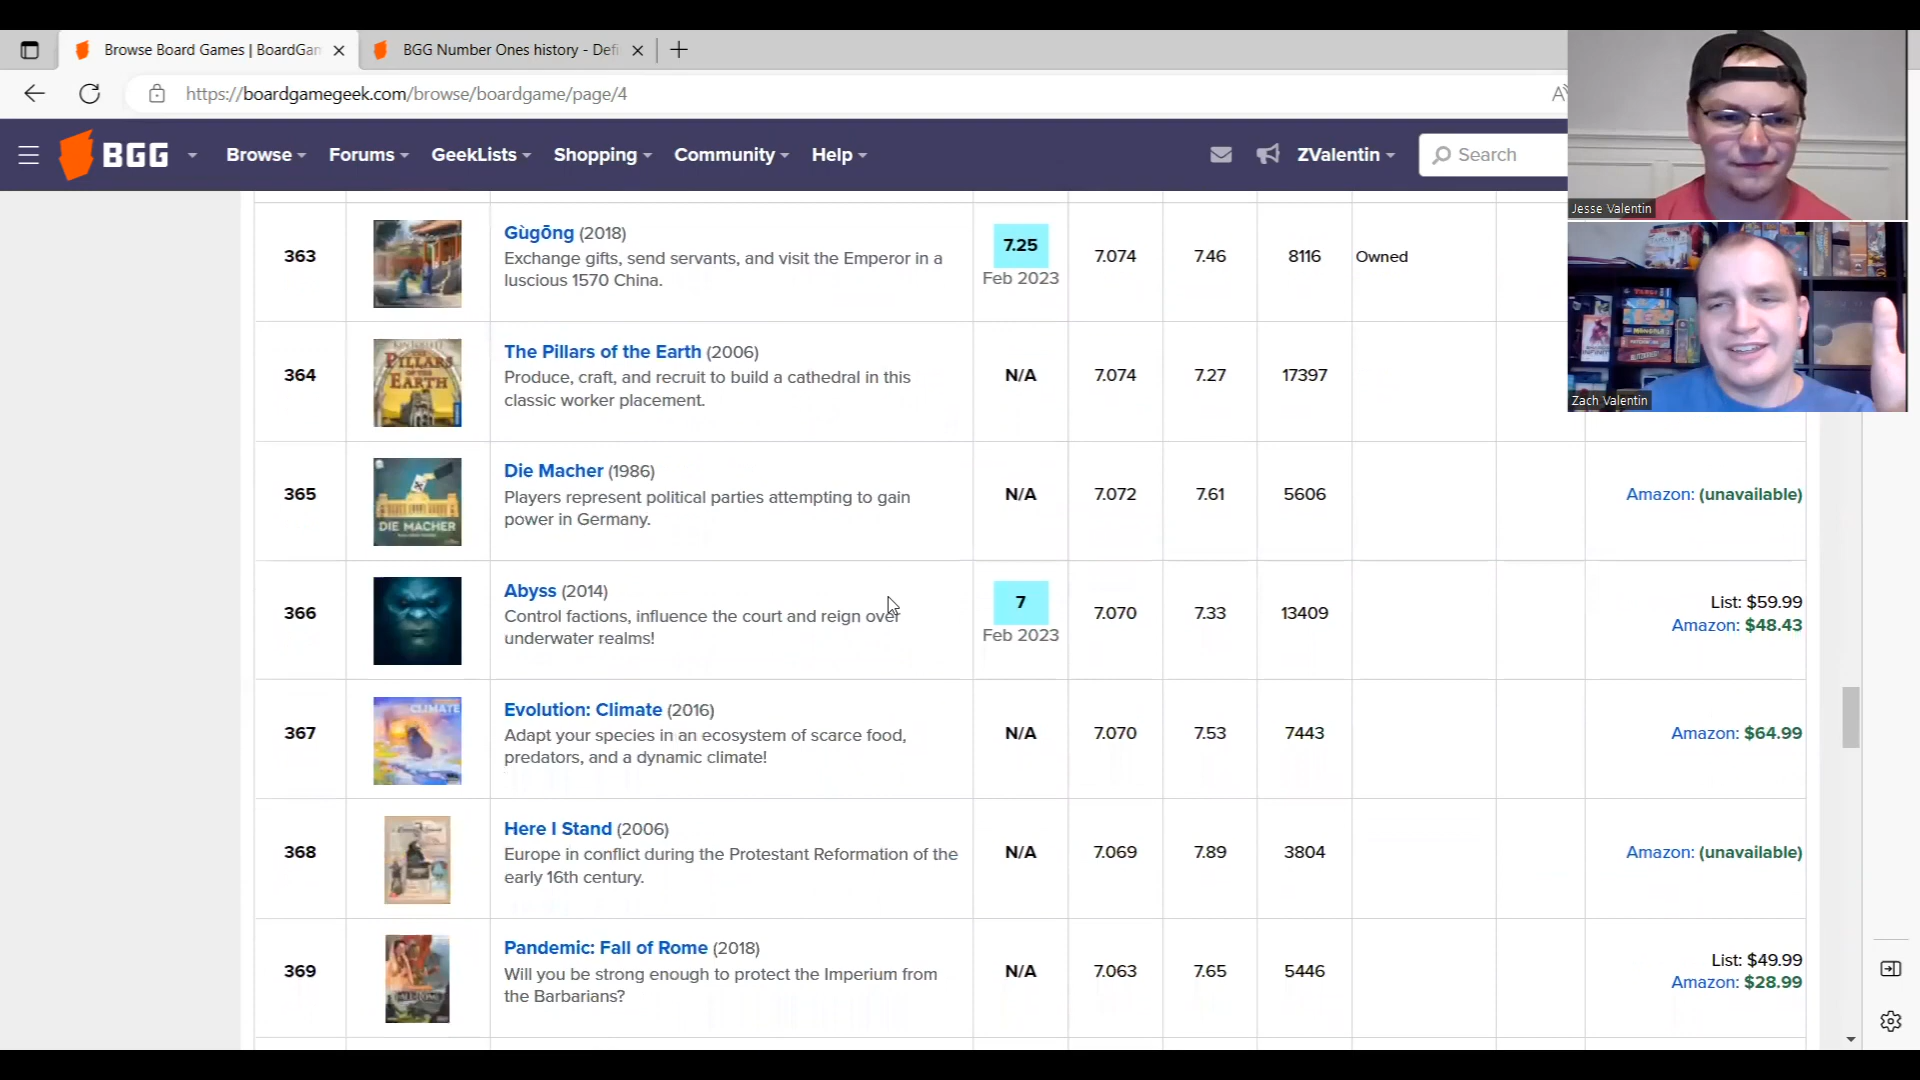 Browse Board Games | BoardGam
BGG Number Ones history - Defi
https://boardgamegeek.com/browse/boardgame/page/4
BGG
Browse
Forums
GeekLists
Shopping
Community
Help
ZValentin
Search
Jesse Valentin
Zach Valentin
363
Gùgōng (2018)
Exchange gifts, send servants, and visit the Emperor in a
luscious 1570 China.
7.25
Feb 2023
7.074
7.46
8116
Owned
364
PILLARS
OF THE
EARTH
The Pillars of the Earth (2006)
Produce, craft, and recruit to build a cathedral in this
classic worker placement.
N/A
7.074
7.27
17397
365
DIE MACHER
Die Macher (1986)
Players represent political parties attempting to gain
power in Germany.
N/A
7.072
7.61
5606
Amazon: (unavailable)
366
Abyss (2014)
Control factions, influence the court and reign over
underwater realms!
7
Feb 2023
7.070
7.33
13409
List: $59.99
Amazon: $48.43
367
CLIMATE
Evolution: Climate (2016)
Adapt your species in an ecosystem of scarce food,
predators, and a dynamic climate!
N/A
7.070
7.53
7443
Amazon: $64.99
368
Here I Stand (2006)
Europe in conflict during the Protestant Reformation of the
early 16th century.
N/A
7.069
7.89
3804
Amazon: (unavailable)
369
Pandemic: Fall of Rome (2018)
Will you be strong enough to protect the Imperium from
the Barbarians?
N/A
7.063
7.65
5446
List: $49.99
Amazon: $28.99